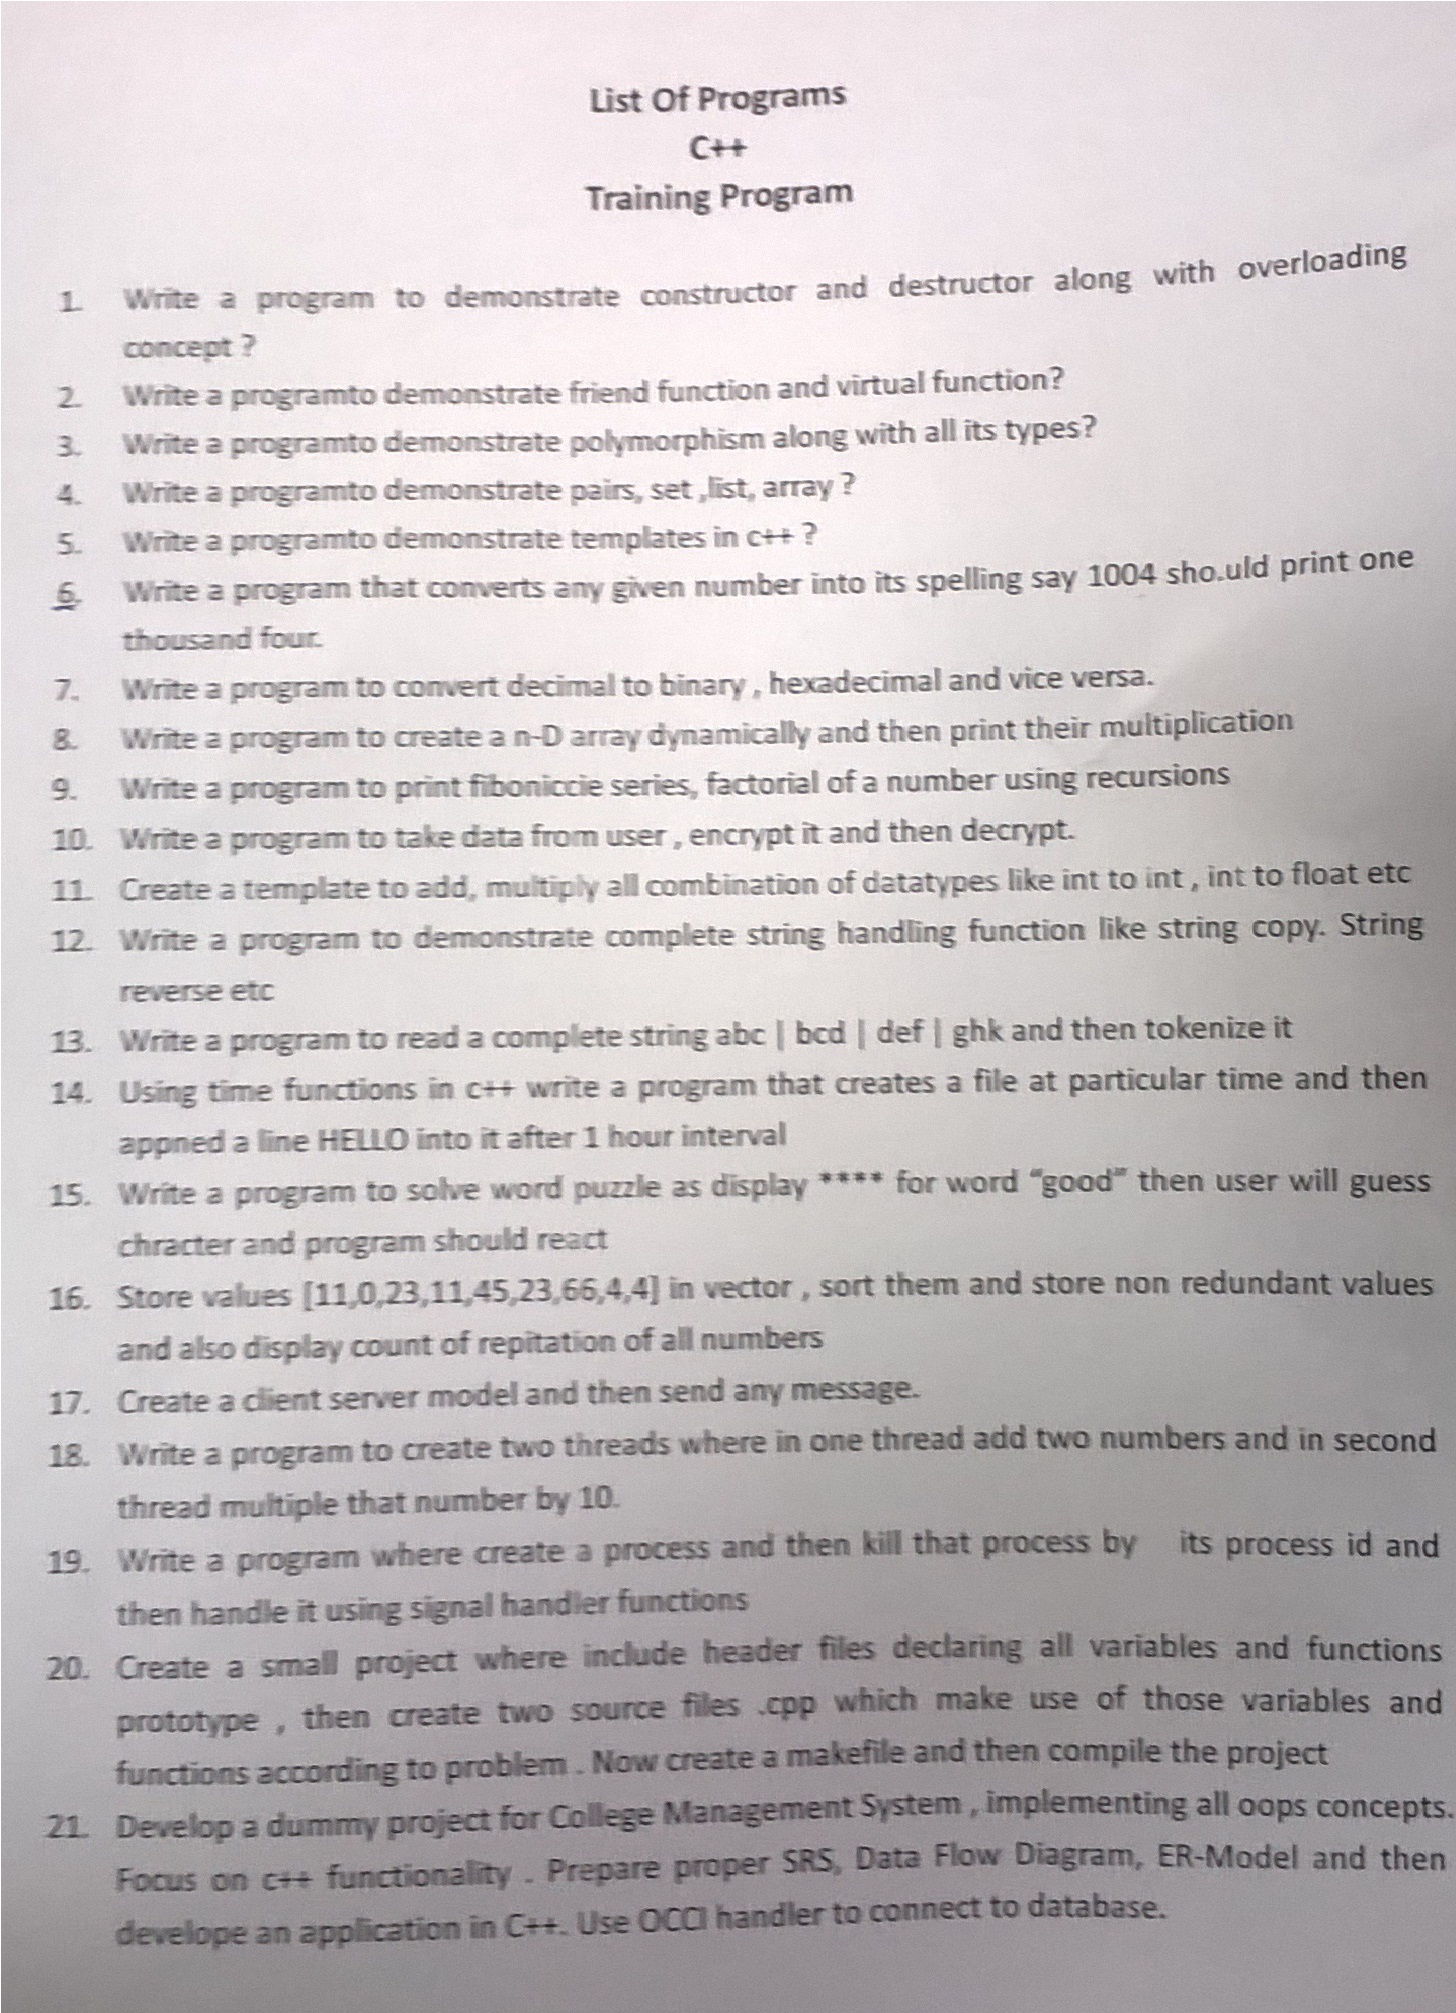 List Of Programs
C++
Training Program
1. Write a program to demonstrate constructor and destructor along with overloading
concept ?
2. Write a programto demonstrate friend function and virtual function?
3. Write a programto demonstrate polymorphism along with all its types?
4. Write a programto demonstrate pairs, set ,list, array ?
5. Write a programto demonstrate templates in c++ ?
6. Write a program that converts any given number into its spelling say 1004 sho.uld print one
thousand four.
7. Write a program to convert decimal to binary , hexadecimal and vice versa.
8. Write a program to create a n-D array dynamically and then print their multiplication
9. Write a program to print fiboniccie series, factorial of a number using recursions
10. Write a program to take data from user , encrypt it and then decrypt.
11. Create a template to add, multiply all combination of datatypes like int to int , int to float etc
12. Write a program to demonstrate complete string handling function like string copy. String
reverse etc
13. Write a program to read a complete string abc | bcd | def | ghk and then tokenize it
14. Using time functions in c++ write a program that creates a file at particular time and then
appned a line HELLO into it after 1 hour interval
15. Write a program to solve word puzzle as display **** for word “good” then user will guess
chracter and program should react
16. Store values [11,0,23,11,45,23,66,4,4] in vector , sort them and store non redundant values
and also display count of repitation of all numbers
17. Create a client server model and then send any message.
18. Write a program to create two threads where in one thread add two numbers and in second
thread multiple that number by 10.
19. Write a program where create a process and then kill that process by its process id and
then handle it using signal handler functions
20. Create a small project where include header files declaring all variables and functions
prototype , then create two source files .cpp which make use of those variables and
functions according to problem . Now create a makefile and then compile the project
21. Develop a dummy project for College Management System , implementing all oops concepts.
Focus on c++ functionality . Prepare proper SRS, Data Flow Diagram, ER-Model and then
develope an application in C++. Use OCCI handler to connect to database.